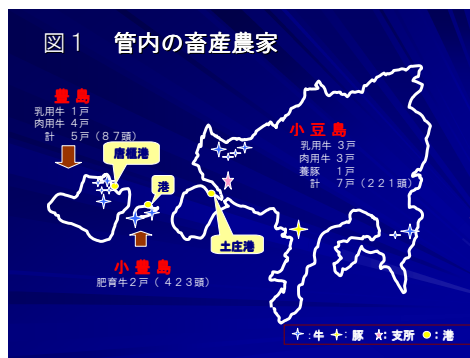 図１　管内の畜産農家
豊島
乳用牛 １戸
肉用牛 ４戸
計　５戸（８７頭）
唐櫃港
港
土庄港
小豆島
乳用牛 ３戸
肉用牛 ３戸
養豚　１戸
計　７戸（２２１頭）
小豊島
肥育牛２戸（ ４２３頭）
：牛 ：豚 ：支所 ：港